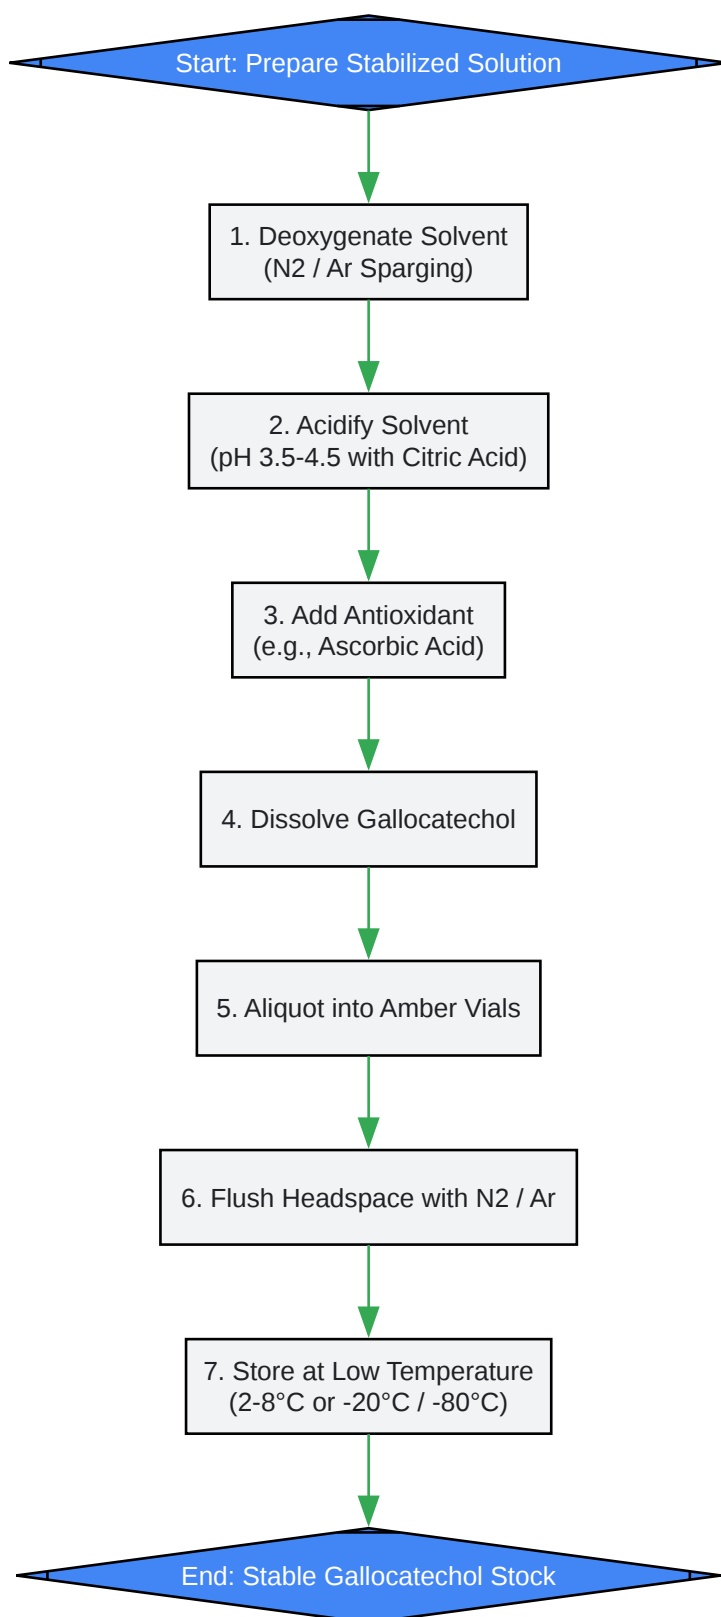 Start: Prepare Stabilized Solution
1. Deoxygenate Solvent
(N2 / Ar Sparging)
2. Acidify Solvent
(pH 3.5-4.5 with Citric Acid)
3. Add Antioxidant
(e.g., Ascorbic Acid)
4. Dissolve Gallocatechol
5. Aliquot into Amber Vials
6. Flush Headspace with N2 / Ar
7. Store at Low Temperature
(2-8°C or -20°C / -80°C)
End: Stable Gallocatechol Stock